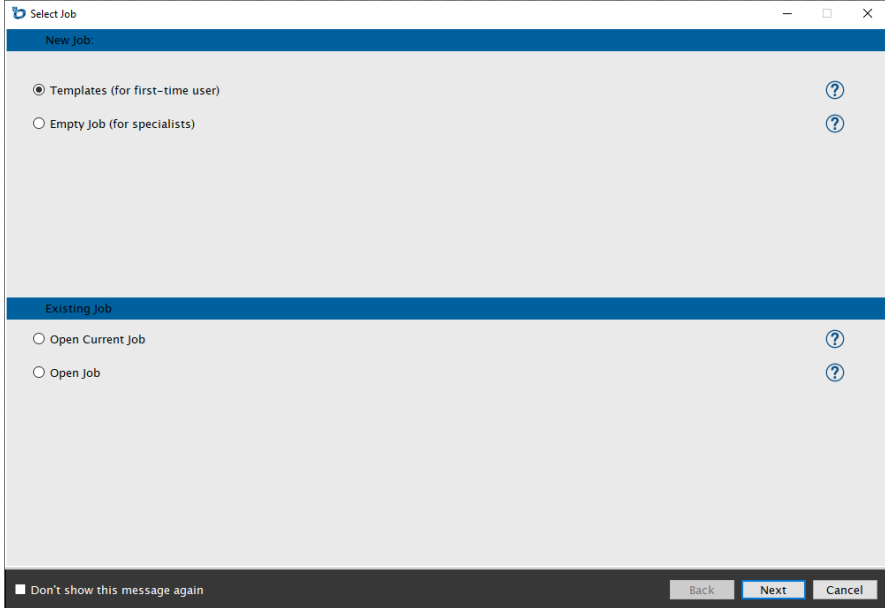 Select Job
New Job:
Templates (for first-time user)
Empty Job (for specialists)
Existing Job
Open Current Job
Open Job
Don't show this message again
Back Next Cancel